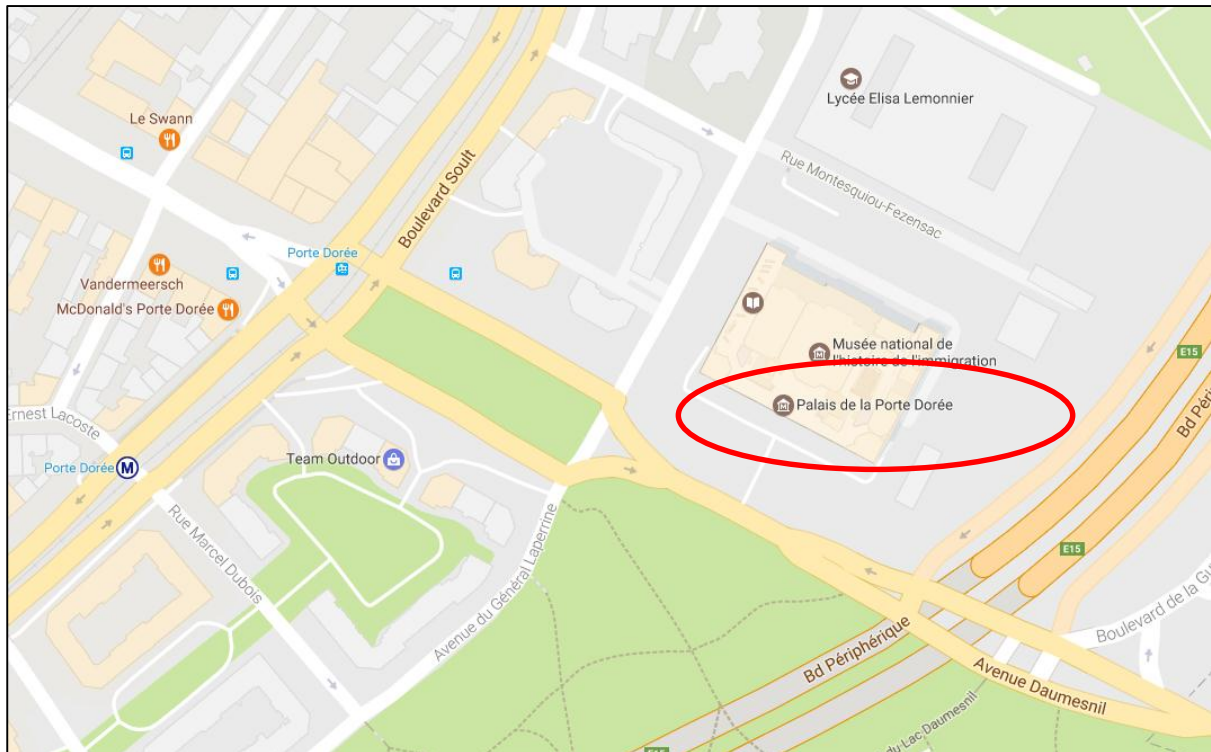 Lycée Elisa Lemonnier
Le Swann
Rue Montesquiou-Fezensac
Boulevard Soult
Porte Dorée
Vandermeersch
McDonald's Porte Dorée
Musée national de
l'histoire de l'immigration
E15
Bd Péri
Palais de la Porte Dorée
Ernest Lacoste
Team Outdoor
Porte Dorée
M
Rue Marcel Dubois
Avenue du Général Laperrine
E15
Boulevard de la Gu
Bd Périphérique
Avenue Daumesnil
du Lac Daumesnil